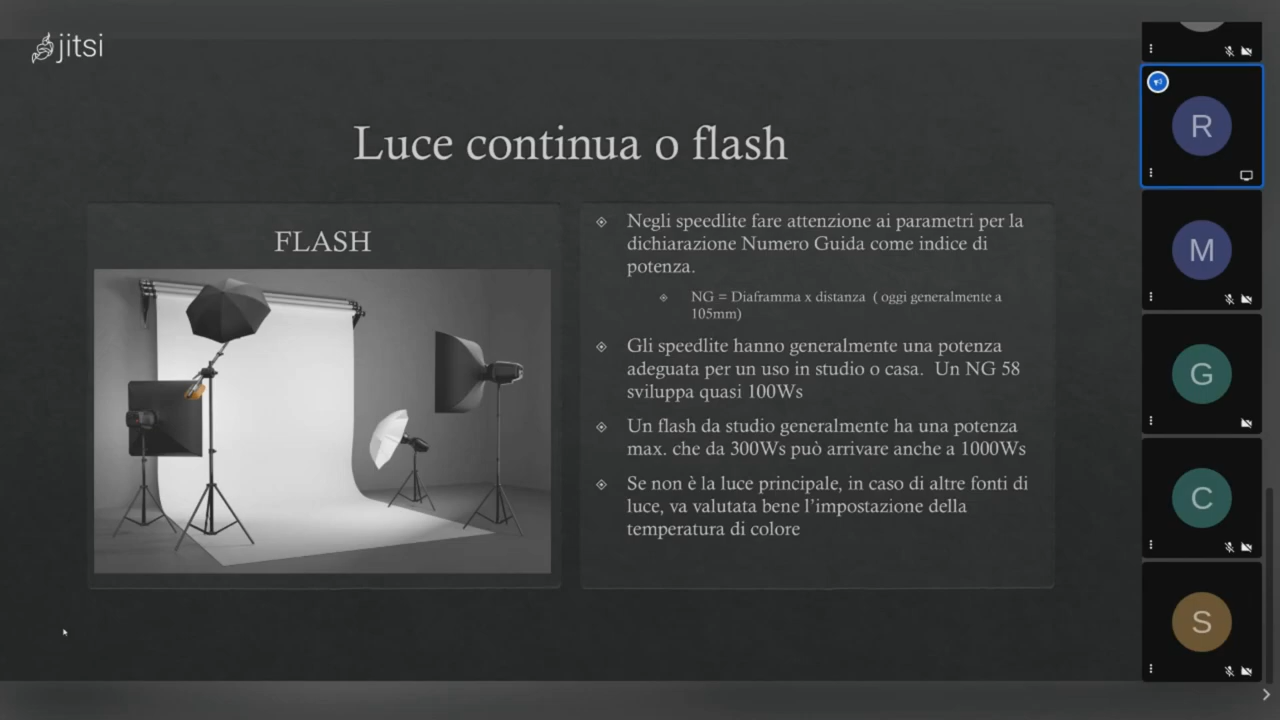 jitsi
Luce continua o flash
FLASH
Negli speedlite fare attenzione ai parametri per la
dichiarazione Numero Guida come indice di
potenza.
NG = Diaframma x distanza ( oggi generalmente a
105mm)
Gli speedlite hanno generalmente una potenza
adeguata per un uso in studio o casa. Un NG 58
sviluppa quasi 100Ws
Un flash da studio generalmente ha una potenza
max. che da 300Ws può arrivare anche a 1000Ws
Se non è la luce principale, in caso di altre fonti di
luce, va valutata bene l’impostazione della
temperatura di colore
R
M
G
C
S